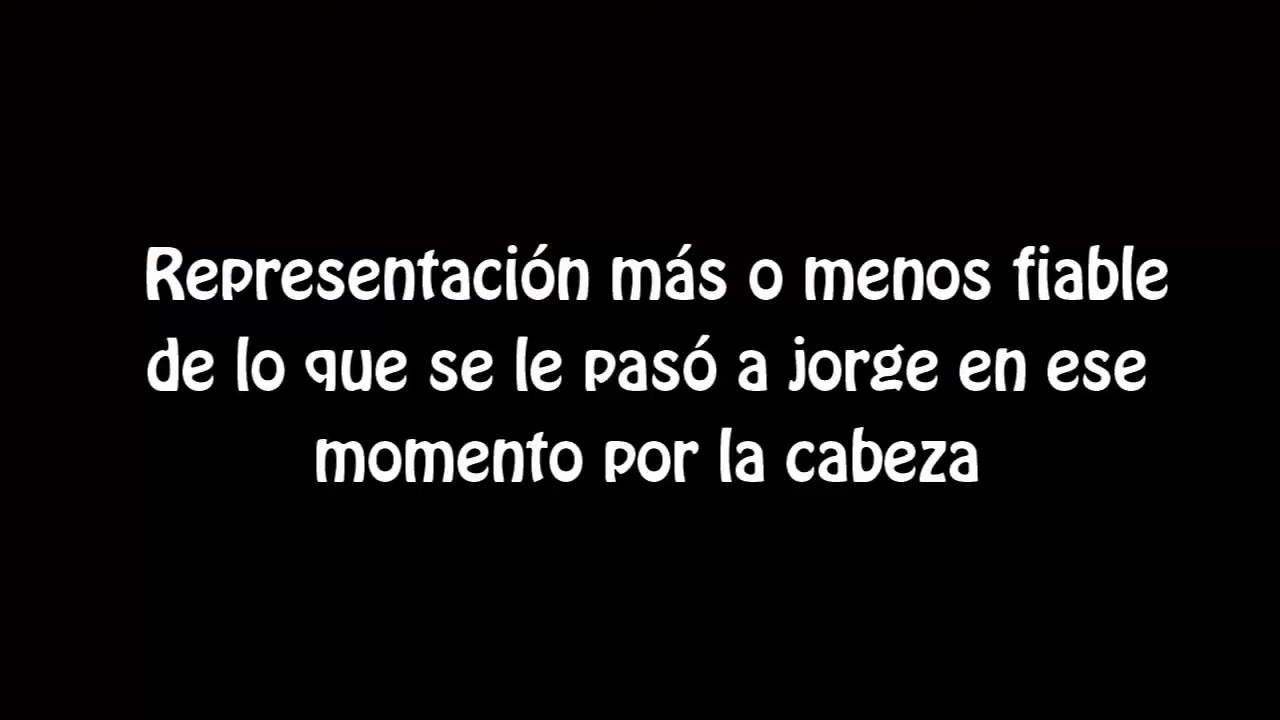 Representación más o menos fiable
de lo que se le pasó a jorge en ese
momento por la cabeza